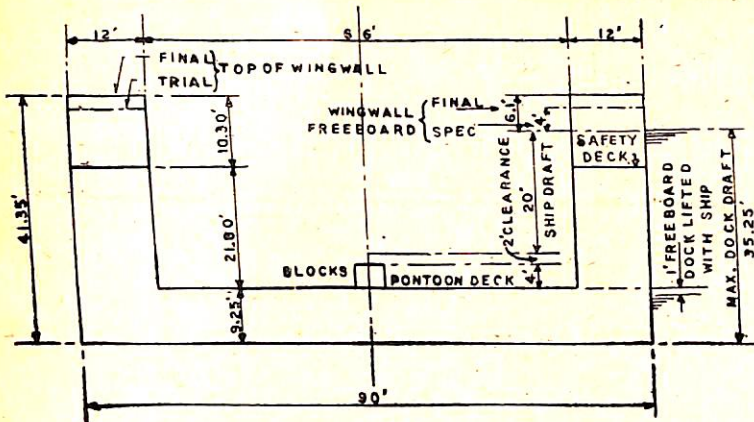 12'
66'
12'
FINAL
TRIAL
TOP OF WINGWALL
WINGWALL
FREEBOARD
FINAL
SPEC
6.1'
4'
SAFETY
DECK
10.30'
21.80'
9.25'
41.35'
2' CLEARANCE
20'
SHIP DRAFT
BLOCKS
PONTOON DECK
4'
1' FREEBOARD
DOCK LIFTED
WITH SHIP
MAX. DOCK DRAFT
35.25'
90'